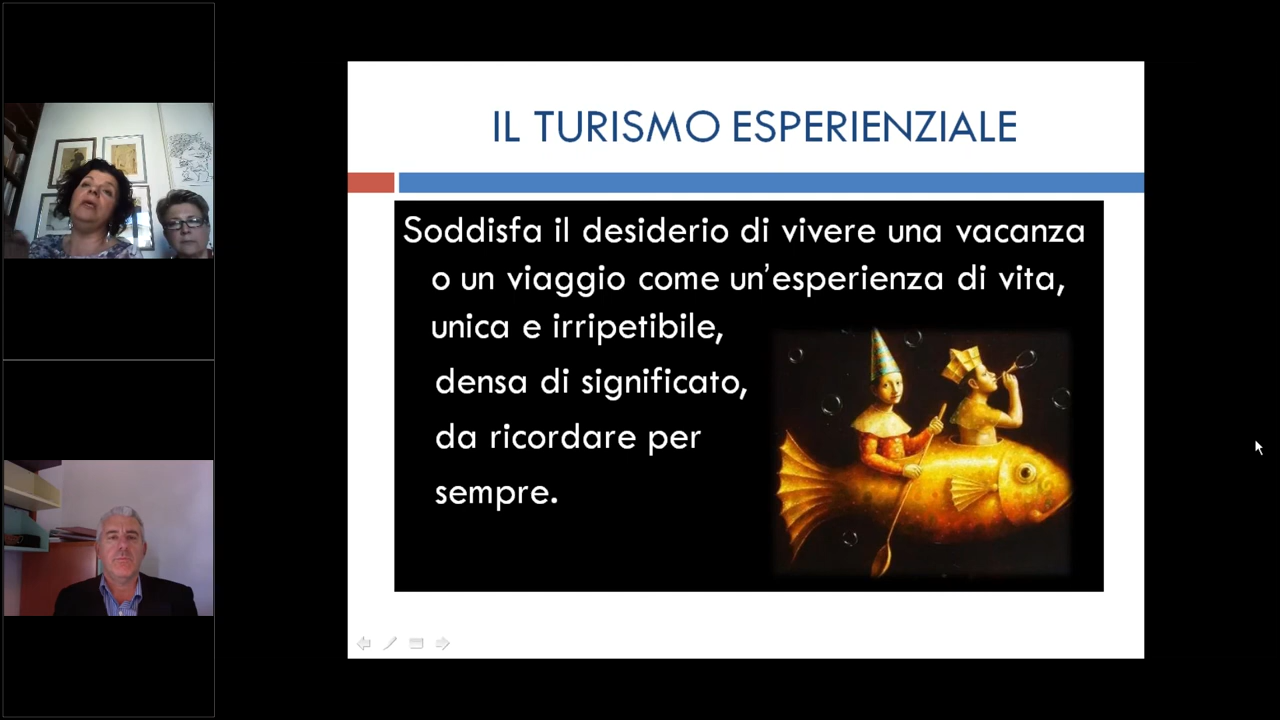 IL TURISMO ESPERIENZIALE
Soddisfa il desiderio di vivere una vacanza
o un viaggio come un'esperienza di vita,
unica e irripetibile,
densa di significato,
da ricordare per
sempre.